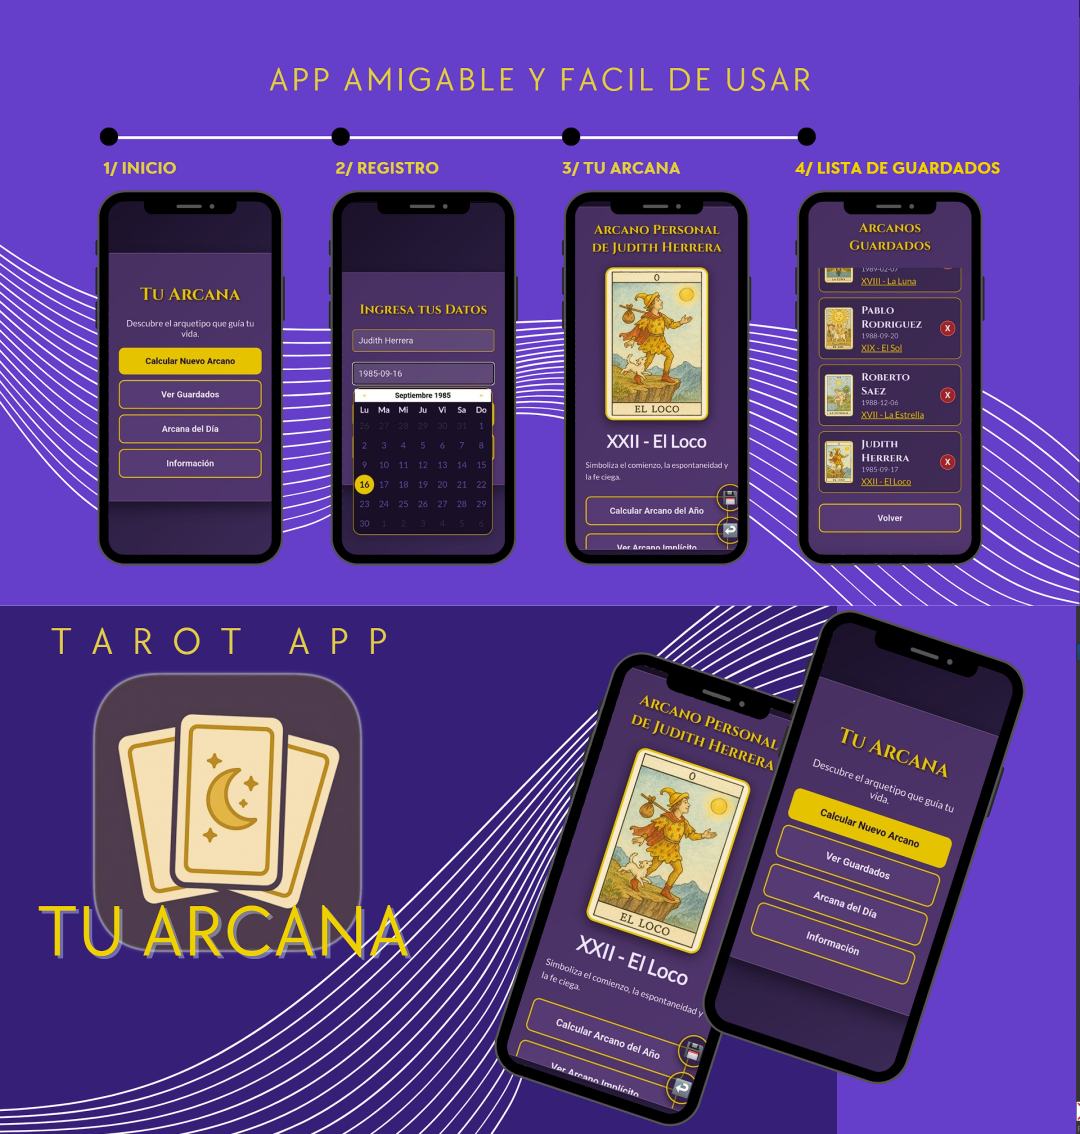 APP AMIGABLE Y FACIL DE USAR
1/ INICIO
2/ REGISTRO
3/ TU ARCANA
4/ LISTA DE GUARDADOS
Tu Arcana
Descubre el arquetipo que guía tu
vida.
Calcular Nuevo Arcano
Ver Guardados
Arcana del Día
Información
Ingresa tus Datos
Judith Herrera
1985-09-16
Septiembre 1985
Lu Ma Mi Ju Vi Sa Do
26 27 28 29 30 31 1
2 3 4 5 6 7 8
9 10 11 12 13 14 15
16 17 18 19 20 21 22
23 24 25 26 27 28 29
30 1 2 3 4 5 6
Arcano Personal
de Judith Herrera
0
EL LOCO
XXII - El Loco
Simboliza el comienzo, la espontaneidad y
la fe ciega.
Calcular Arcano del Año
Ver Arcano Implícito
Arcanos
Guardados
1989-02-07
XVIII - La Luna
Pablo
Rodriguez
1988-09-20
XIX - El Sol
X
Roberto
Saez
1988-12-06
XVII - La Estrella
X
Judith
Herrera
1985-09-17
XXII - El Loco
X
Volver
TAROT APP
TU ARCANA
Arcano Personal
de Judith Herrera
0
EL LOCO
XXII - El Loco
Simboliza el comienzo, la espontaneidad y
la fe ciega.
Calcular Arcano del Año
Ver Arcano Implícito
Tu Arcana
Descubre el arquetipo que guía tu
vida.
Calcular Nuevo Arcano
Ver Guardados
Arcana del Día
Información